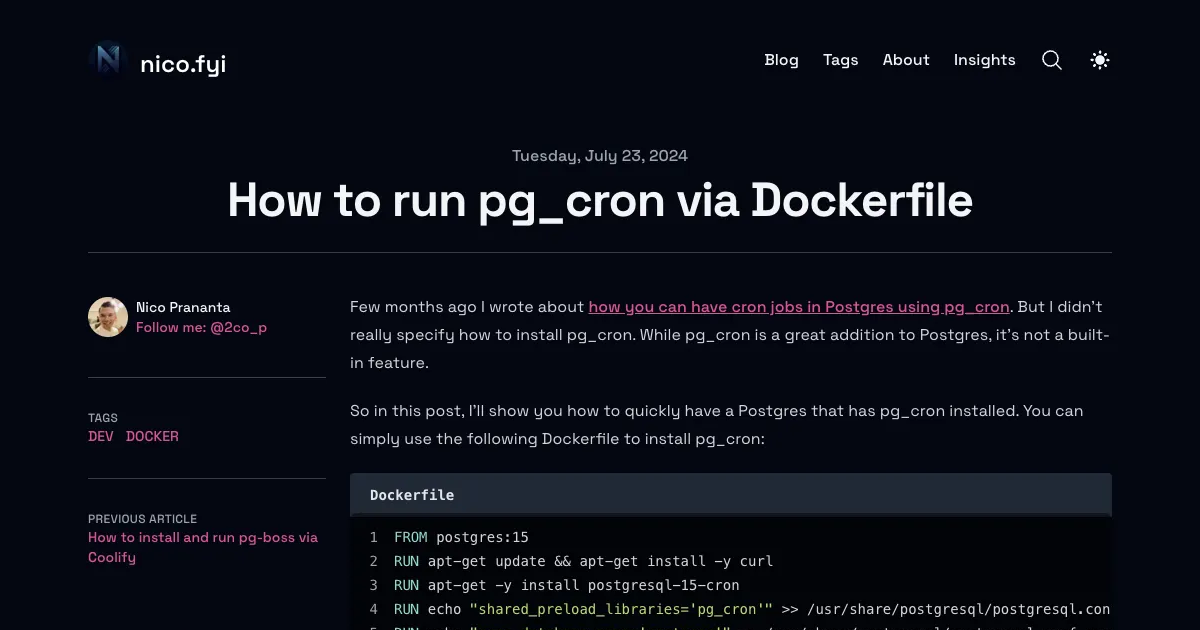 nico.fyi
Blog Tags About Insights
Tuesday, July 23, 2024
How to run pg_cron via Dockerfile
Nico Prananta
Follow me: @2co_p
TAGS
DEV DOCKER
PREVIOUS ARTICLE
How to install and run pg-boss via
Coolify
Few months ago I wrote about how you can have cron jobs in Postgres using pg_cron. But I didn't
really specify how to install pg_cron. While pg_cron is a great addition to Postgres, it's not a built-
in feature.
So in this post, I'll show you how to quickly have a Postgres that has pg_cron installed. You can
simply use the following Dockerfile to install pg_cron:
Dockerfile
1 FROM postgres:15
2 RUN apt-get update && apt-get install -y curl
3 RUN apt-get -y install postgresql-15-cron
4 RUN echo "shared_preload_libraries='pg_cron'" >> /usr/share/postgresql/postgresql.con